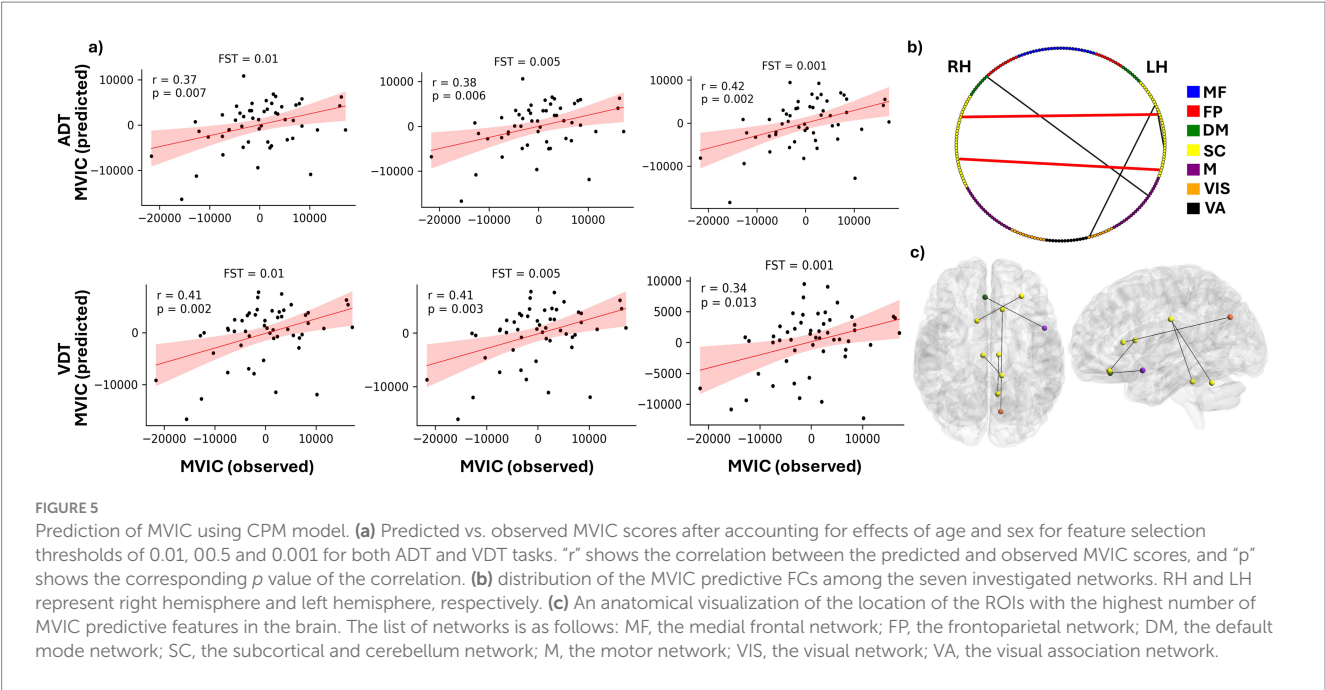 a)
FST = 0.01
r = 0.37
p = 0.007
10000
0
−10000
−20000 −10000 0 10000
FST = 0.005
r = 0.38
p = 0.006
10000
0
−10000
−20000 −10000 0 10000
FST = 0.001
r = 0.42
p = 0.002
10000
0
−10000
−20000 −10000 0 10000
ADT
MVIC (predicted)
FST = 0.01
r = 0.41
p = 0.002
0
−10000
−20000 −10000 0 10000
FST = 0.005
r = 0.41
p = 0.003
0
−10000
−20000 −10000 0 10000
FST = 0.001
r = 0.34
p = 0.013
10000
5000
0
−5000
−10000
−20000 −10000 0 10000
VDT
MVIC (predicted)
MVIC (observed)
MVIC (observed)
MVIC (observed)
b)
RH
LH
MF
FP
DM
SC
M
VIS
VA
c)
FIGURE 5
Prediction of MVIC using CPM model. (a) Predicted vs. observed MVIC scores after accounting for effects of age and sex for feature selection
thresholds of 0.01, 00.5 and 0.001 for both ADT and VDT tasks. “r” shows the correlation between the predicted and observed MVIC scores, and “p”
shows the corresponding p value of the correlation. (b) distribution of the MVIC predictive FCs among the seven investigated networks. RH and LH
represent right hemisphere and left hemisphere, respectively. (c) An anatomical visualization of the location of the ROIs with the highest number of
MVIC predictive features in the brain. The list of networks is as follows: MF, the medial frontal network; FP, the frontoparietal network; DM, the default
mode network; SC, the subcortical and cerebellum network; M, the motor network; VIS, the visual network; VA, the visual association network.